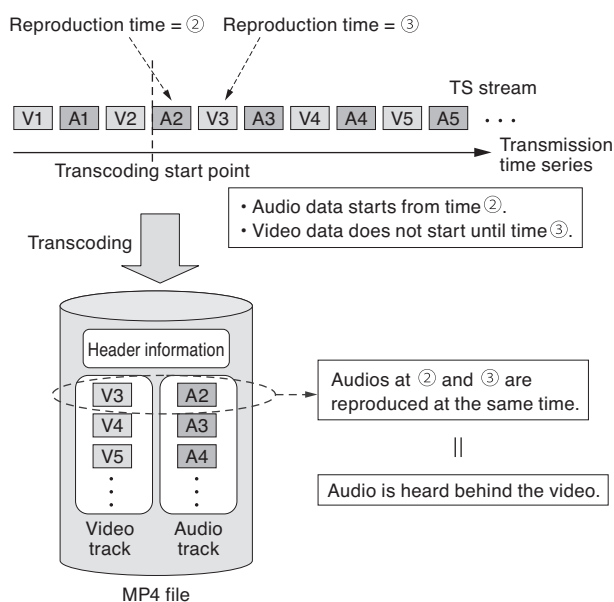 Reproduction time = ②
Reproduction time = ③
TS stream
V1 A1 V2 A2 V3 A3 V4 A4 V5 A5 · · ·
Transmission
time series
Transcoding start point
· Audio data starts from time ②.
· Video data does not start until time ③.
Transcoding
Header information
V3 A2
V4 A3
V5 A4
Audios at ② and ③ are
reproduced at the same time.
||
Audio is heard behind the video.
Video
track
Audio
track
MP4 file